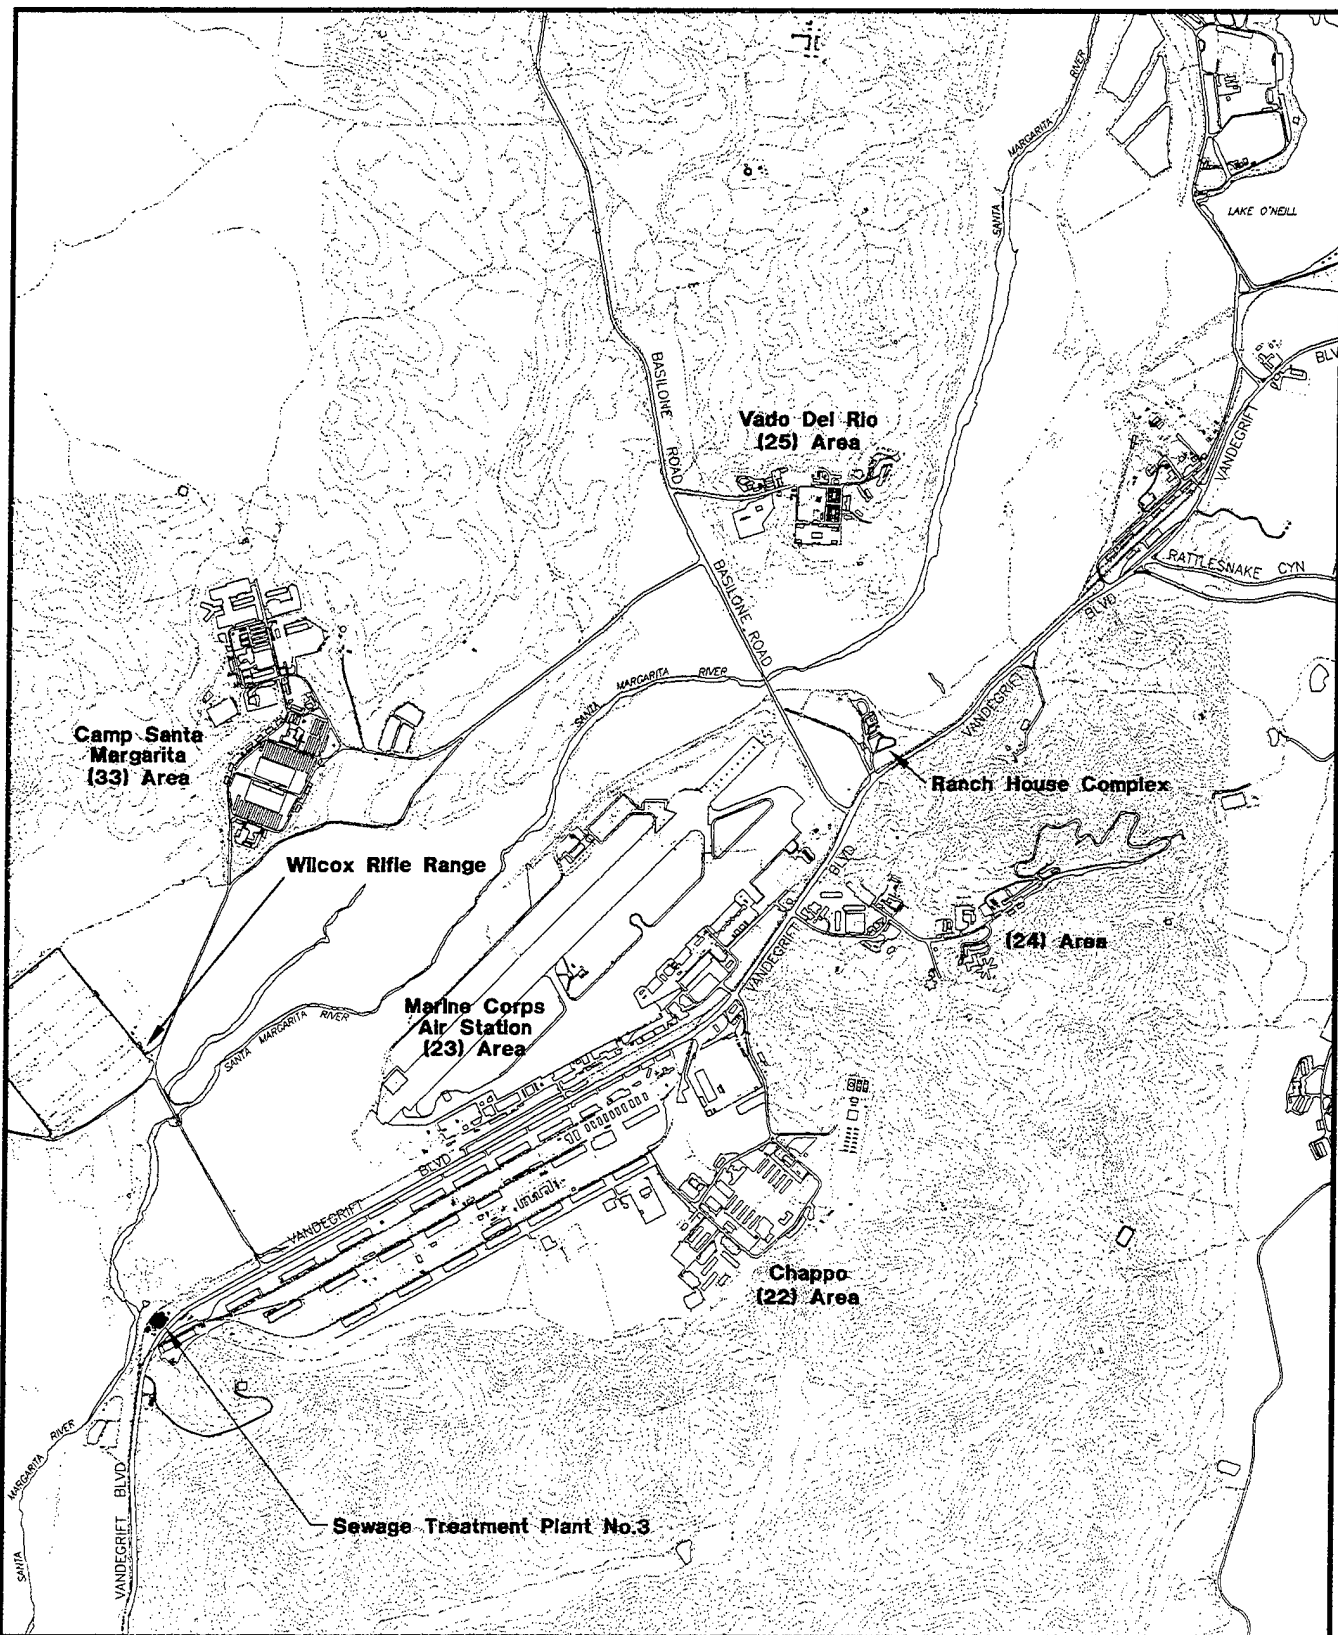 RIVER
MARGARITA
SANTA
LAKE O'NEILL
BASILONE
ROAD
BLV
VANDEGRIFT
Vado Del Rio
(25) Area
BASILONE ROAD
RATTLESNAKE CYN
BLVD
SANTA MARGARITA RIVER
VANDEGRIFT
Camp Santa
Margarita
(33) Area
Ranch House Complex
Wilcox Rifle Range
BLVD
VANDEGRIFT
(24) Area
Marine Corps
Air Station
(23) Area
SANTA MARGARITA RIVER
BLVD
VANDEGRIFT
Chappo
(22) Area
RIVER
MARGARITA
SANTA
VANDEGRIFT BLVD
Sewage Treatment Plant No.3